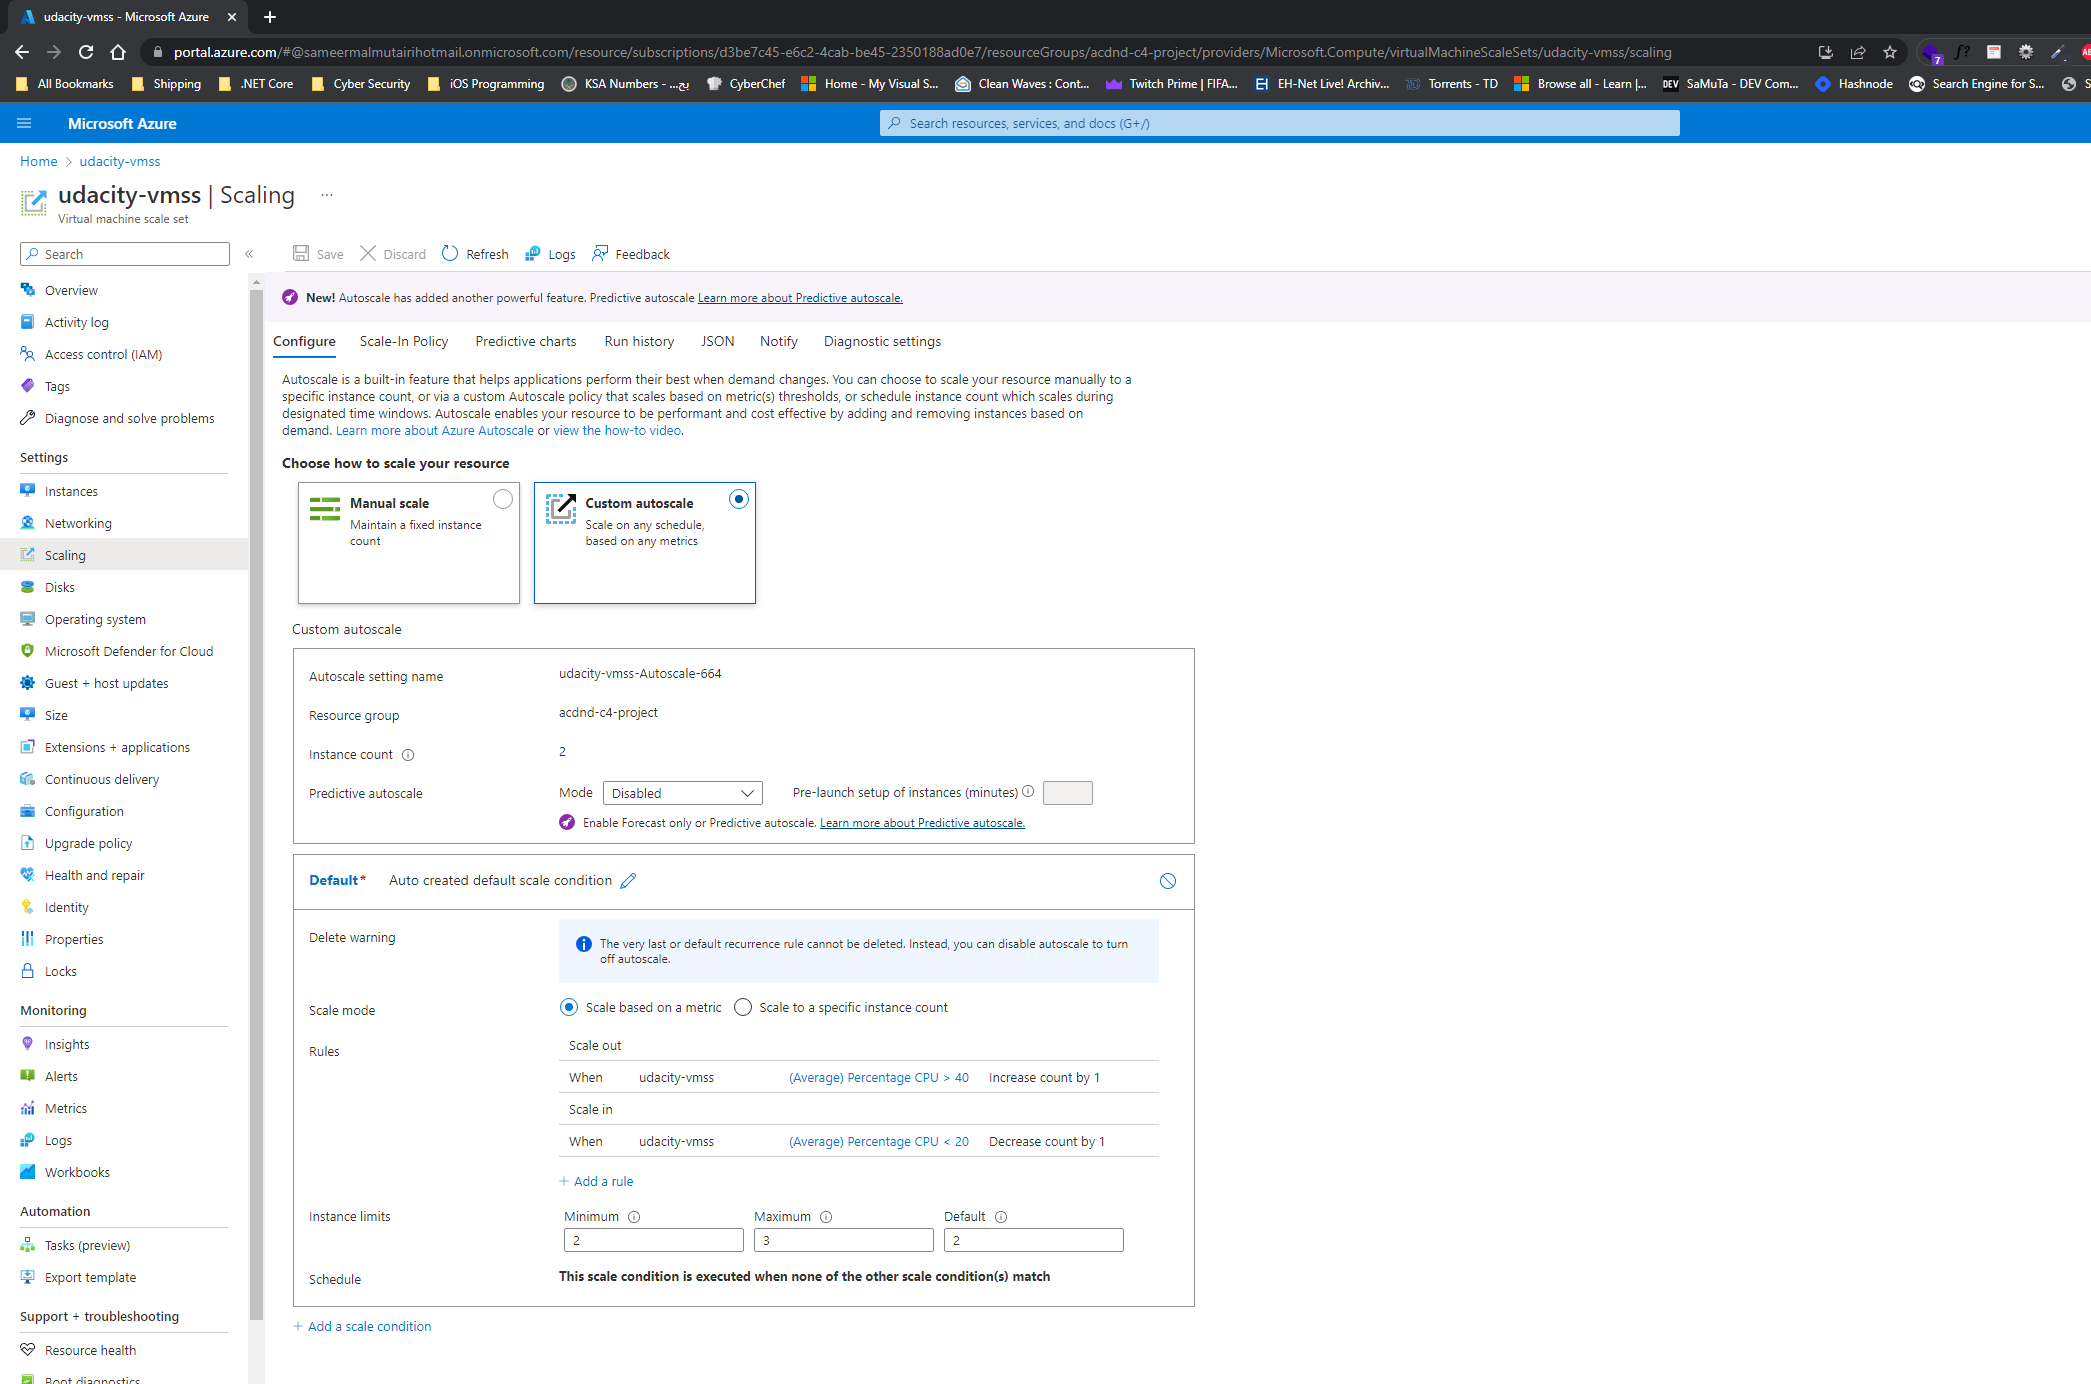 udacity-vmss - Microsoft Azure
portal.azure.com/#@sameermalmutairihotmail.onmicrosoft.com/resource/subscriptions/d3be7c45-e6c2-4cab-be45-2350188ad0e7/resourceGroups/acdnd-c4-project/providers/Microsoft.Compute/virtualMachineScaleSets/udacity-vmss/scaling
7
All Bookmarks
Shipping
.NET Core
Cyber Security
iOS Programming
KSA Numbers - ...
CyberChef
Home - My Visual S...
Clean Waves : Cont...
Twitch Prime | FIFA...
EH-Net Live! Archiv...
Torrents - TD
Browse all - Learn |...
DEV SaMuTa - DEV Com...
Hashnode
Search Engine for S...
Microsoft Azure
Search resources, services, and docs (G+/)
Home > udacity-vmss
udacity-vmss | Scaling ...
Virtual machine scale set
Search
Save
Discard
Refresh
Logs
Feedback
Overview
Activity log
Access control (IAM)
Tags
Diagnose and solve problems
Settings
Instances
Networking
Scaling
Disks
Operating system
Microsoft Defender for Cloud
Guest + host updates
Size
Extensions + applications
Continuous delivery
Configuration
Upgrade policy
Health and repair
Identity
Properties
Locks
Monitoring
Insights
Alerts
Metrics
Logs
Workbooks
Automation
Tasks (preview)
Export template
Support + troubleshooting
Resource health
Boot diagnostics
New! Autoscale has added another powerful feature. Predictive autoscale Learn more about Predictive autoscale.
Configure
Scale-In Policy
Predictive charts
Run history
JSON
Notify
Diagnostic settings
Autoscale is a built-in feature that helps applications perform their best when demand changes. You can choose to scale your resource manually to a
specific instance count, or via a custom Autoscale policy that scales based on metric(s) thresholds, or schedule instance count which scales during
designated time windows. Autoscale enables your resource to be performant and cost effective by adding and removing instances based on
demand. Learn more about Azure Autoscale or view the how-to video.
Choose how to scale your resource
Manual scale
Maintain a fixed instance
count
Custom autoscale
Scale on any schedule,
based on any metrics
Custom autoscale
Autoscale setting name
udacity-vmss-Autoscale-664
Resource group
acdnd-c4-project
Instance count
2
Predictive autoscale
Mode
Disabled
Pre-launch setup of instances (minutes)
Enable Forecast only or Predictive autoscale. Learn more about Predictive autoscale.
Default* Auto created default scale condition
Delete warning
The very last or default recurrence rule cannot be deleted. Instead, you can disable autoscale to turn
off autoscale.
Scale mode
Scale based on a metric
Scale to a specific instance count
Rules
Scale out
When udacity-vmss (Average) Percentage CPU > 40 Increase count by 1
Scale in
When udacity-vmss (Average) Percentage CPU < 20 Decrease count by 1
+ Add a rule
Instance limits
Minimum
Maximum
Default
2
3
2
Schedule
This scale condition is executed when none of the other scale condition(s) match
+ Add a scale condition